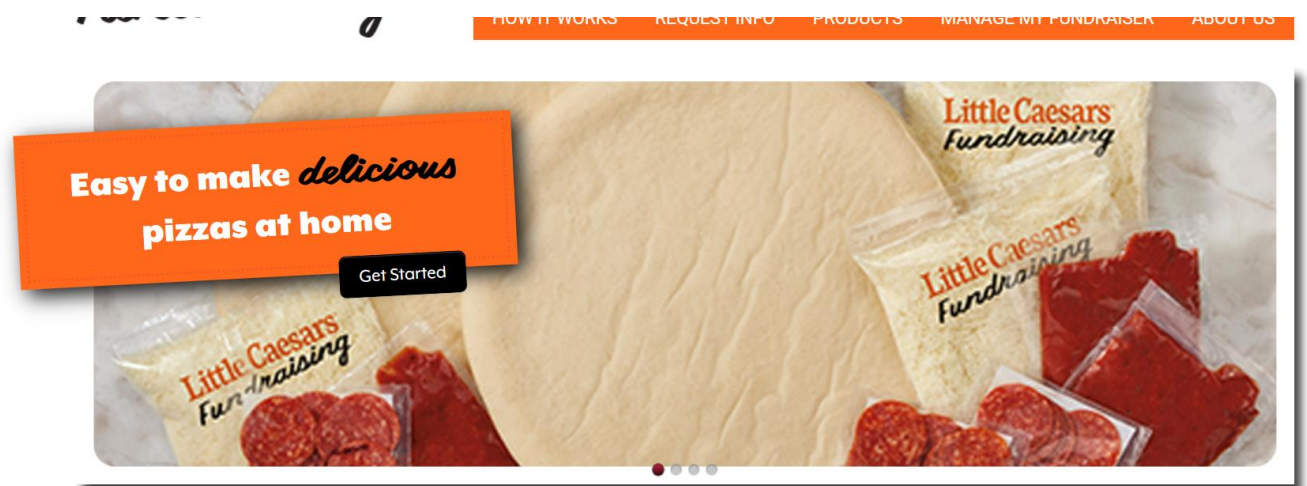 HOW IT WORKS REQUEST INFO PRODUCTS MANAGE MY FUNDRAISER ABOUT US
Little Caesars
Fundraising
Easy to make delicious
pizzas at home
Get Started
Little Caesars
Fundraising
Little Caesars
Fundraising